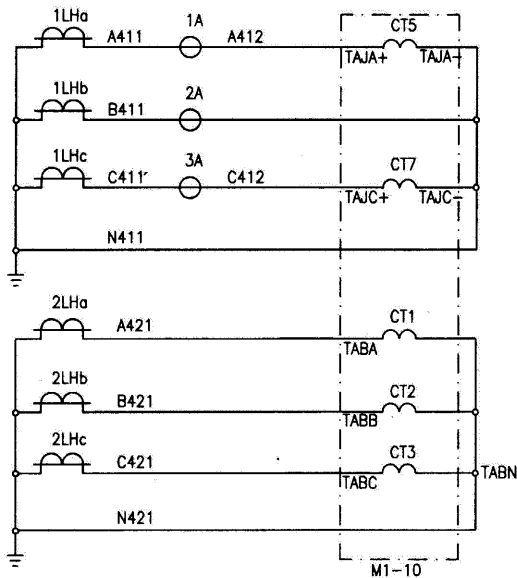 1LHa A411 1A A412 CT5
TAJA+ TAJA-
1LHb B411 2A
1LHc C411 3A C412 CT7
TAJC+ TAJC-
N411
2LHa A421 CT1
TABA
2LHb B421 CT2
TABB
2LHc C421 CT3
TABC TABN
N421
M1-10